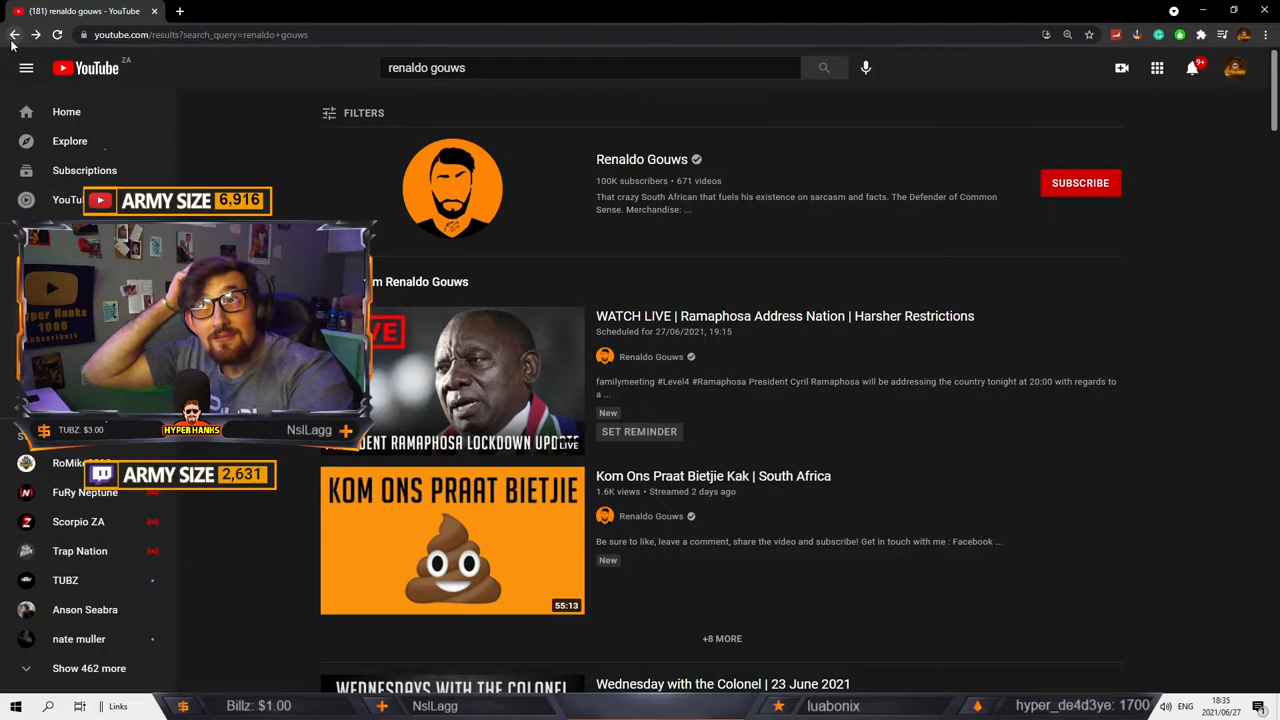 (181) renaldo gouws - YouTube
youtube.com/results?search_query=renaldo+gouws
YouTube ZA
renaldo gouws
9+
Home
Explore
Subscriptions
FILTERS
Renaldo Gouws
100K subscribers • 671 videos
That crazy South African that fuels his existence on sarcasm and facts. The Defender of Common
Sense. Merchandise: ...
SUBSCRIBE
YouTu
ARMY SIZE 6,916
Hanks
1000
Subscribers
TUBZ: $3.00
HYPER HANKS
NslLagg
ARMY SIZE 2,631
m Renaldo Gouws
VE
LIVE
WATCH LIVE | Ramaphosa Address Nation | Harsher Restrictions
Scheduled for 27/06/2021, 19:15
Renaldo Gouws
familymeeting #Level4 #Ramaphosa President Cyril Ramaphosa will be addressing the country tonight at 20:00 with regards to
a ...
New
SET REMINDER
KOM ONS PRAAT BIETJIE
55:13
Kom Ons Praat Bietjie Kak | South Africa
1.6K views • Streamed 2 days ago
Renaldo Gouws
Be sure to like, leave a comment, share the video and subscribe! Get in touch with me : Facebook ...
New
+8 MORE
RoMik
FuRy Neptune
Scorpio ZA
Trap Nation
TUBZ
Anson Seabra
nate muller
Show 462 more
WEDNESDAYS WITH THE COLONEL
Wednesday with the Colonel | 23 June 2021
Links
Billz: $1.00
NslLagg
luabonix
hyper_de4d3ye: 1700
ENG
18:35
2021/06/27